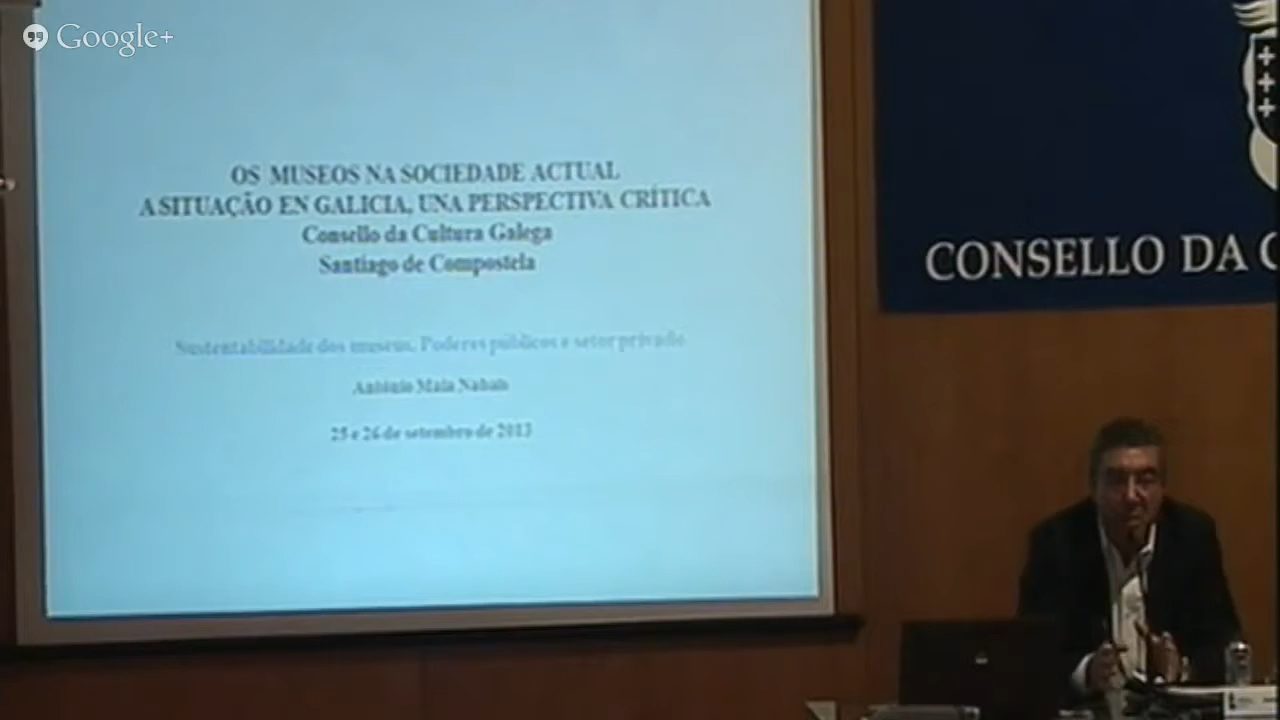 Google+
OS MUSEOS NA SOCIEDADE ACTUAL
A SITUAÇÃO EN GALICIA, UNA PERSPECTIVA CRÍTICA
Consello da Cultura Galega
Santiago de Compostela
Sustentabilidade dos museus. Poderes públicos e setor privado
António Maia Nabais
25 e 26 de setembro de 2013
CONSELLO DA C